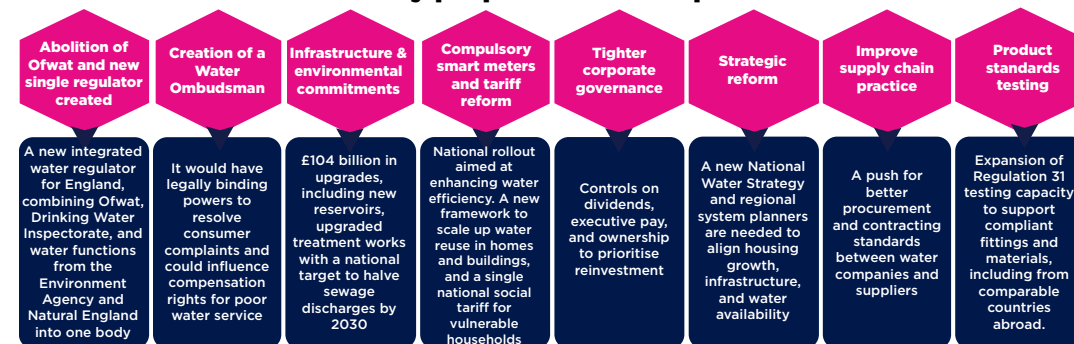 Abolition of
Ofwat and new
single regulator
created
A new integrated
water regulator
for England,
combining Ofwat,
Drinking Water
Inspectorate, and
water functions
from the
Environment
Agency and
Natural England
into one body
Creation of a
Water
Ombudsman
It would have
legally binding
powers to
resolve
consumer
complaints and
could influence
compensation
rights for poor
water service
Infrastructure &
environmental
commitments
£104 billion in
upgrades,
including new
reservoirs,
upgraded
treatment works
with a national
target to halve
sewage
discharges by
2030
Compulsory
smart meters
and tariff
reform
National rollout
aimed at
enhancing water
efficiency. A new
framework to
scale up water
reuse in homes
and buildings,
and a single
national social
tariff for
vulnerable
households
Tighter
corporate
governance
Controls on
dividends,
executive pay,
and ownership
to prioritise
reinvestment
Strategic
reform
A new National
Water Strategy
and regional
system planners
are needed to
align housing
growth,
infrastructure,
and water
availability
Improve
supply chain
practice
A push for
better
procurement
and contracting
standards
between water
companies and
suppliers
Product
standards
testing
Expansion of
Regulation 31
testing capacity
to support
compliant
fittings and
materials,
including from
comparable
countries
abroad.